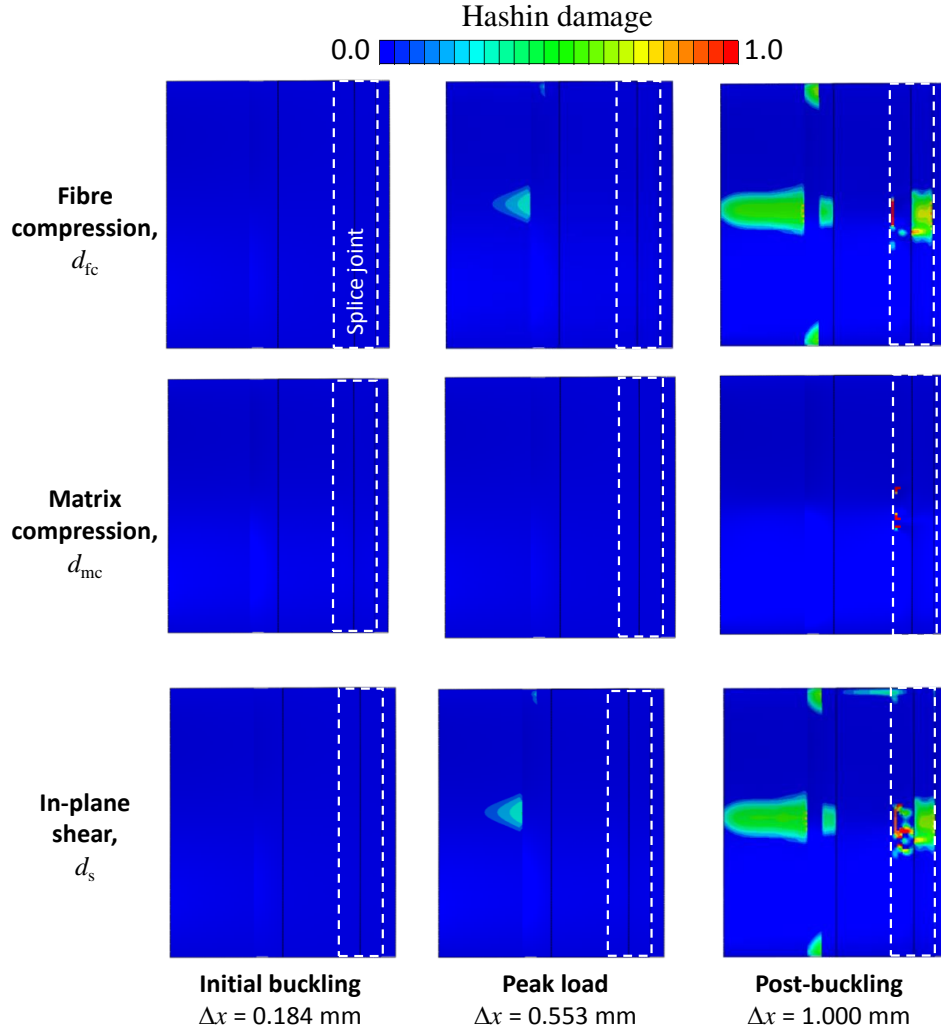 Hashin damage
0.0 1.0
Fibre
compression,
dfc
Splice joint
Matrix
compression,
dmc
In-plane
shear,
ds
Initial buckling Peak load Post-buckling
Δx = 0.184 mm Δx = 0.553 mm Δx = 1.000 mm